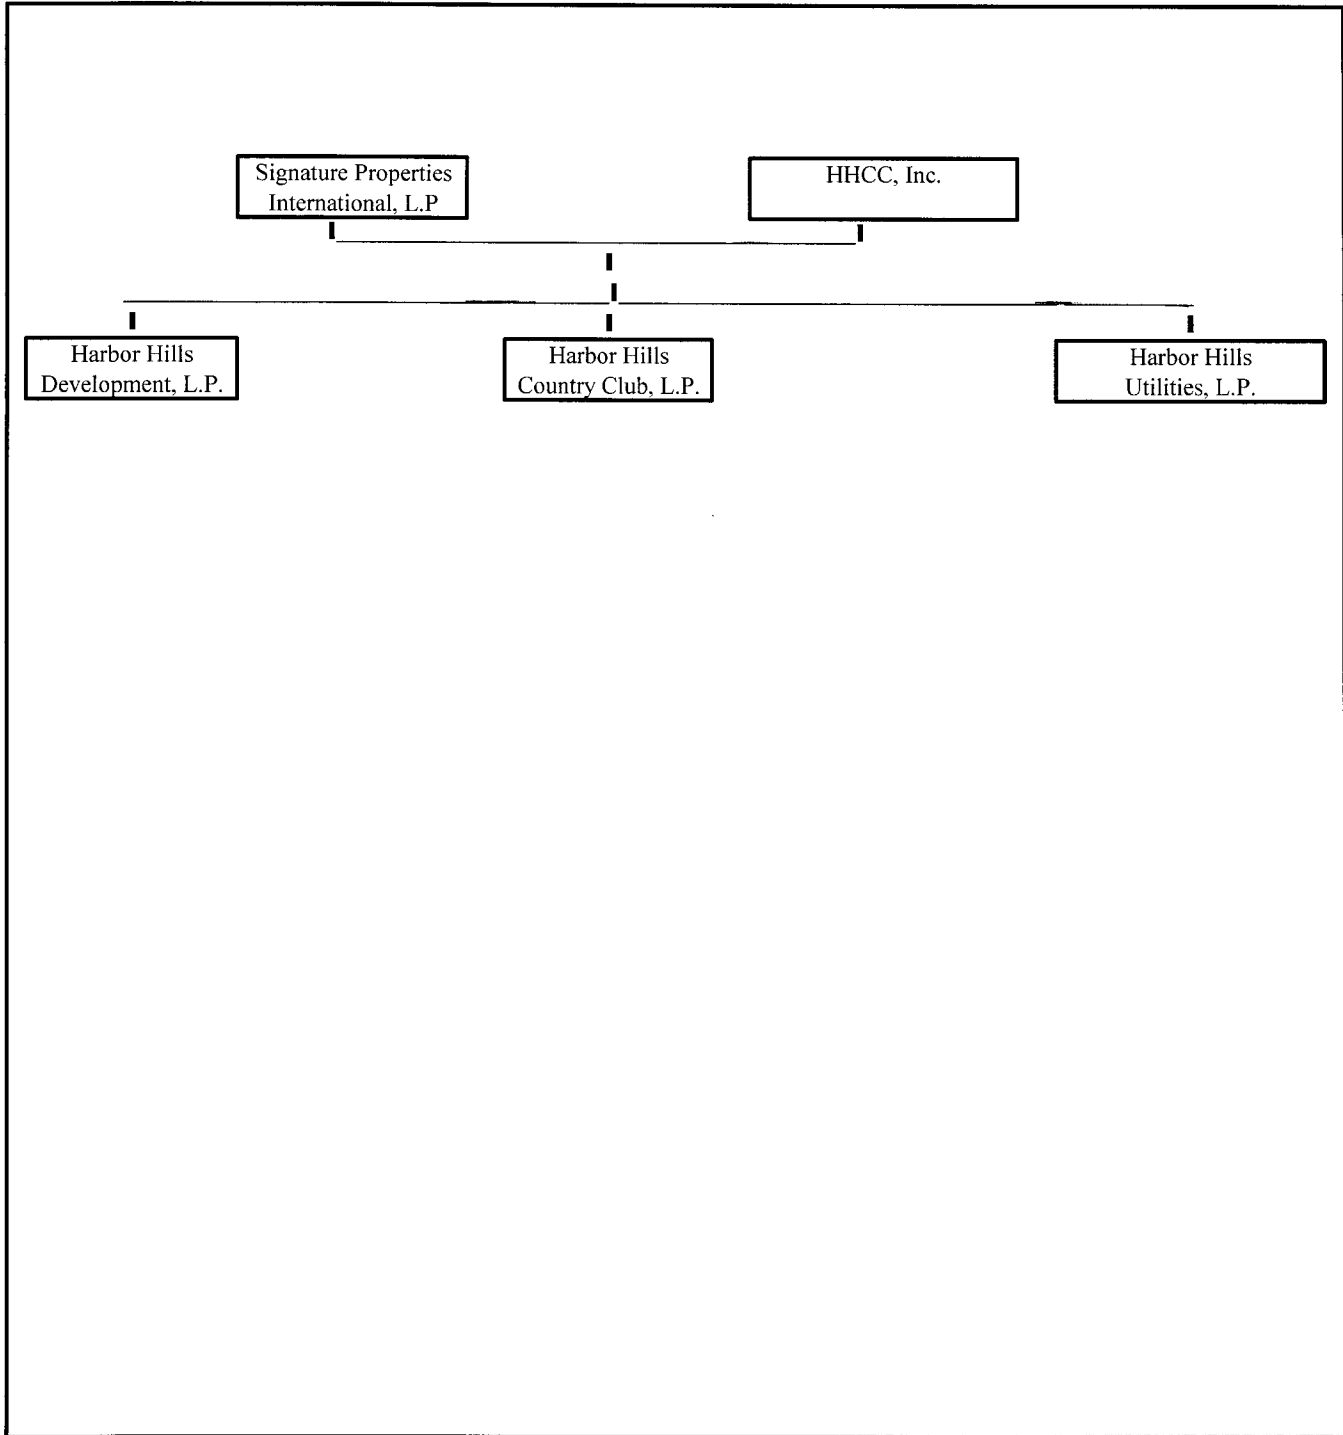 Signature Properties
International, L.P
HHCC, Inc.
Harbor Hills
Development, L.P.
Harbor Hills
Country Club, L.P.
Harbor Hills
Utilities, L.P.